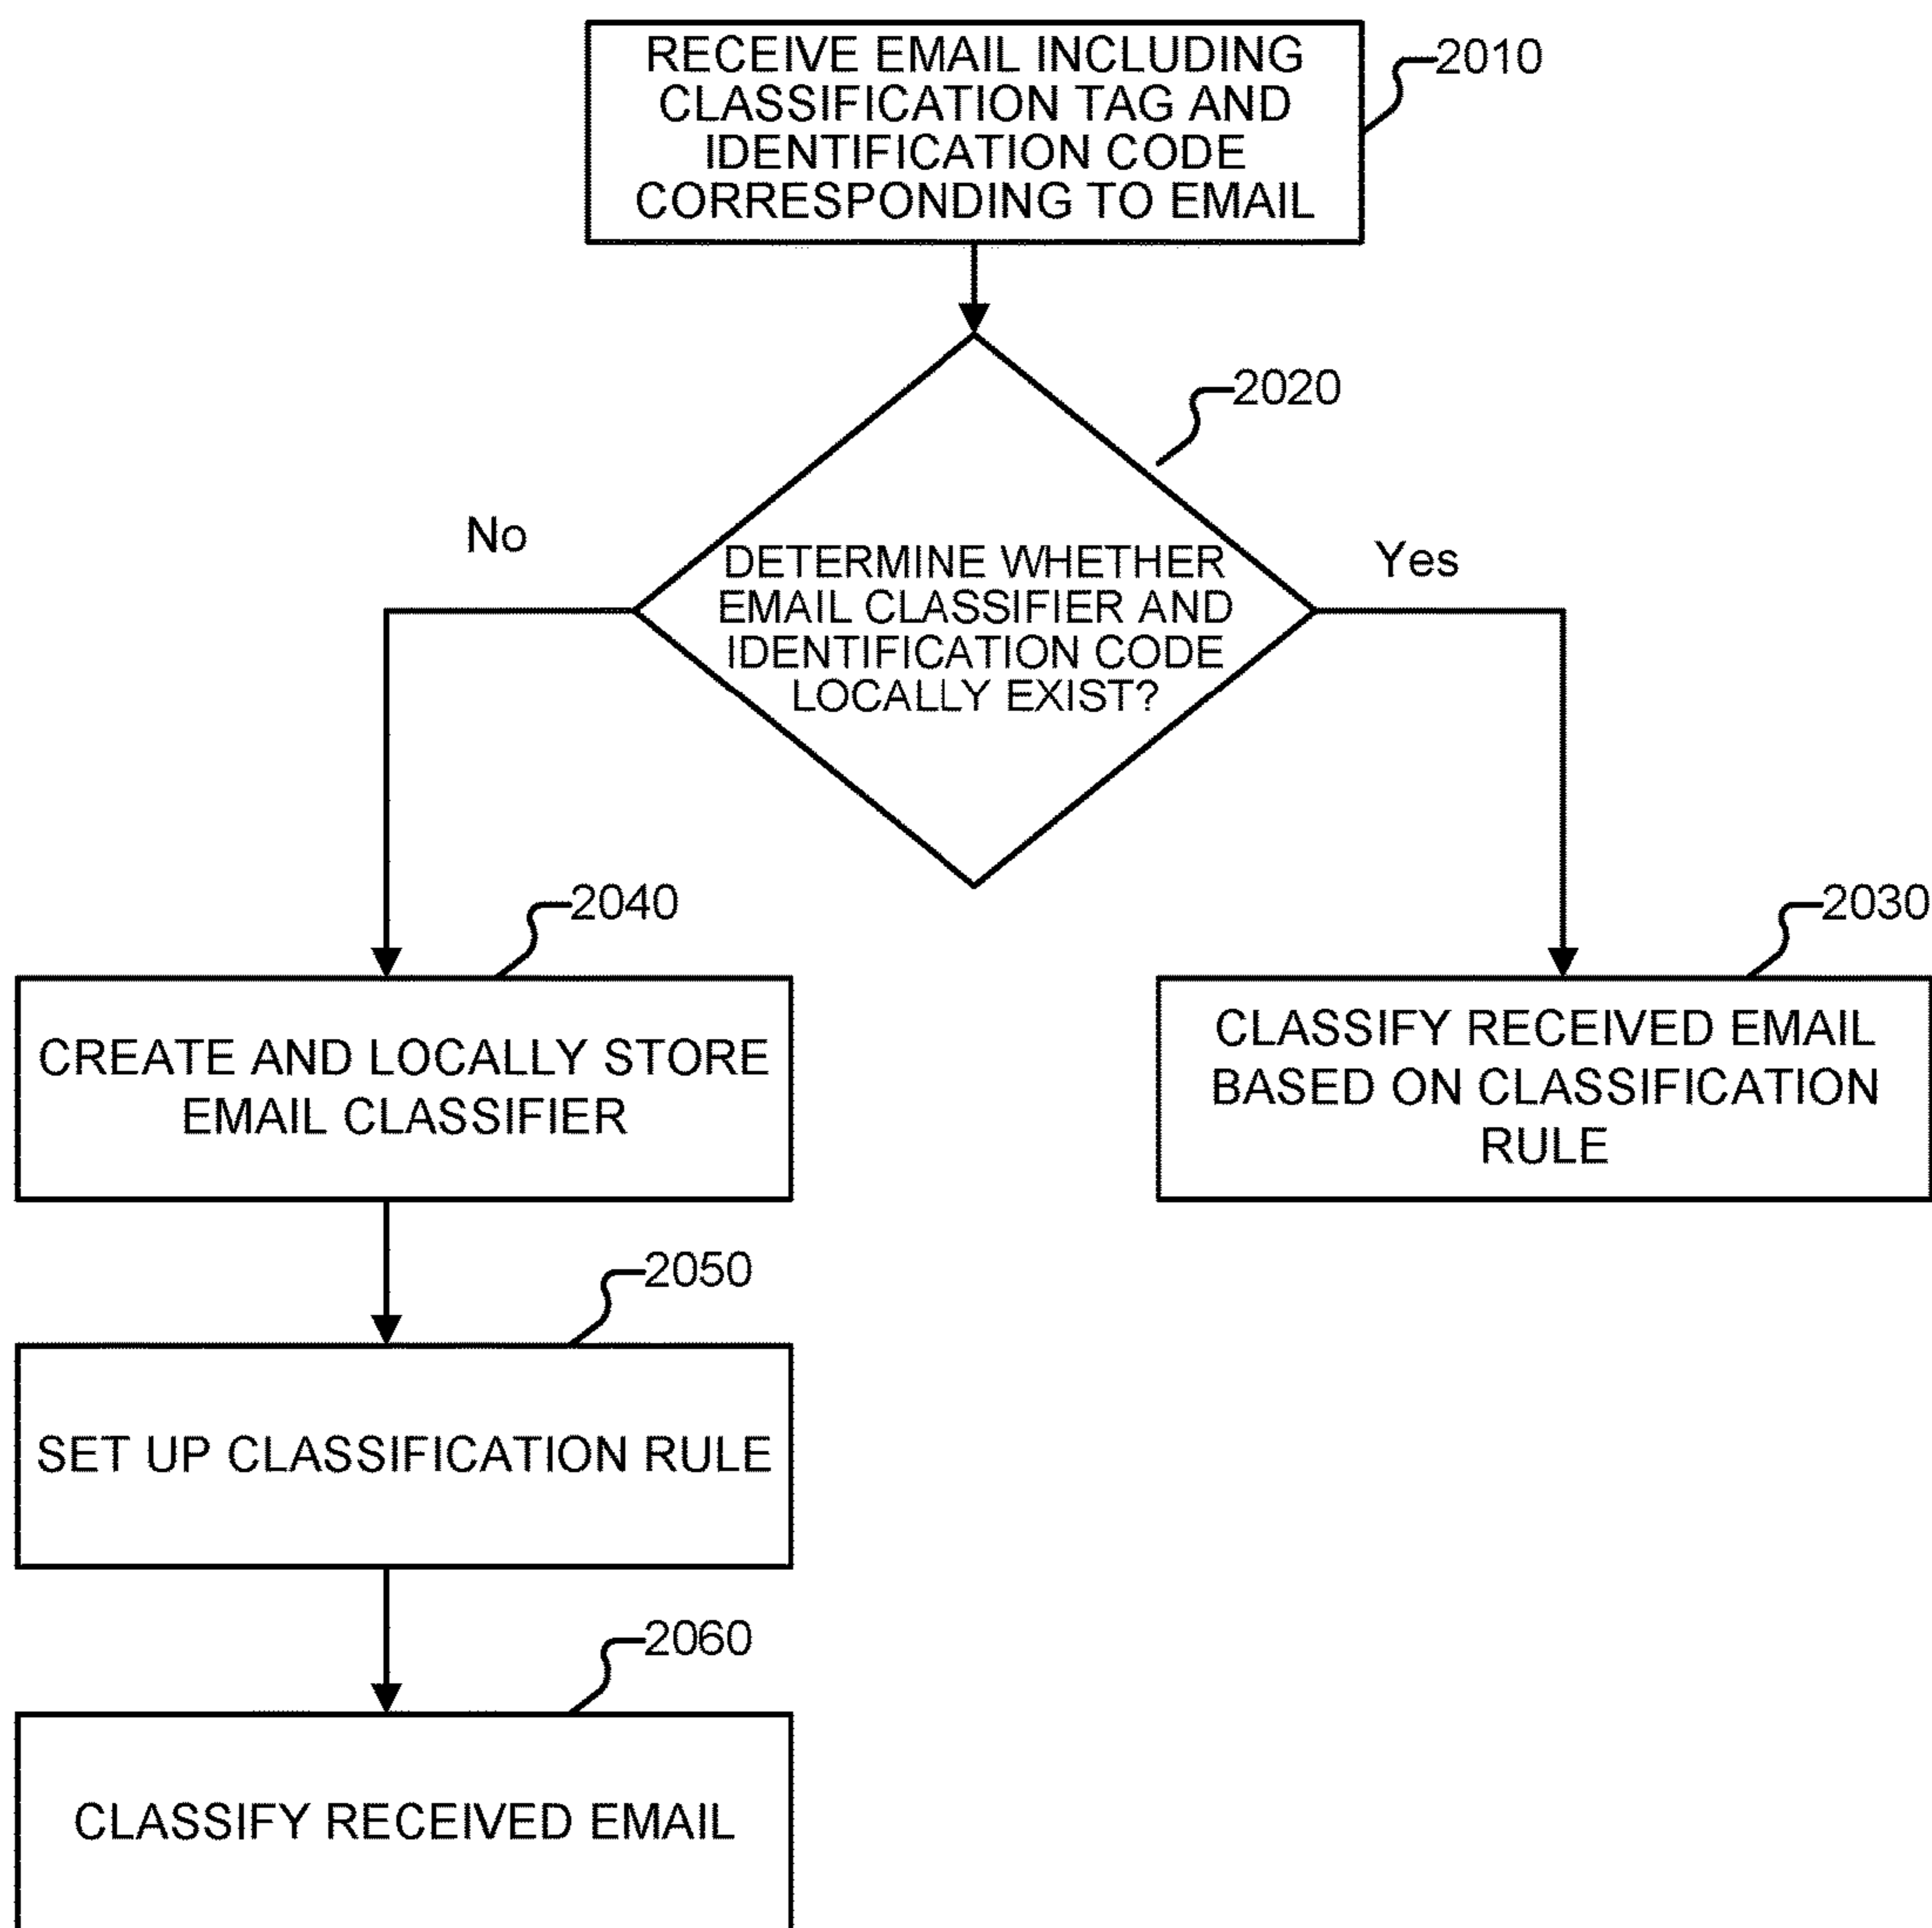 RECEIVE EMAIL INCLUDING
CLASSIFICATION TAG AND
IDENTIFICATION CODE
CORRESPONDING TO EMAIL
2010
2020
No
Yes
DETERMINE WHETHER
EMAIL CLASSIFIER AND
IDENTIFICATION CODE
LOCALLY EXIST?
2040
2030
CREATE AND LOCALLY STORE
EMAIL CLASSIFIER
CLASSIFY RECEIVED EMAIL
BASED ON CLASSIFICATION
RULE
2050
SET UP CLASSIFICATION RULE
2060
CLASSIFY RECEIVED EMAIL